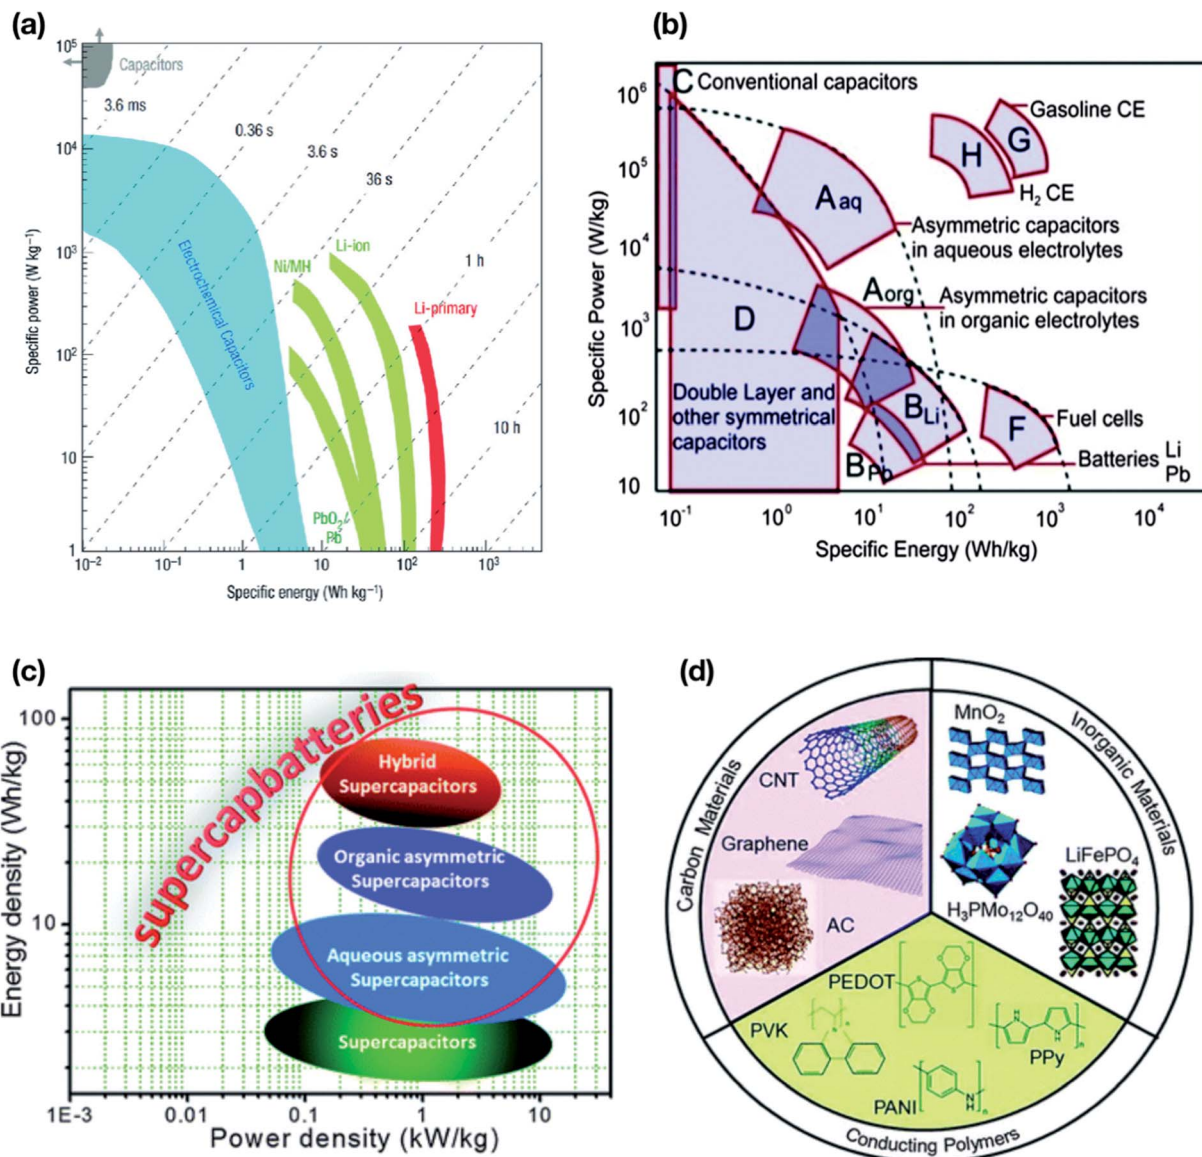 (a)
10⁵
Capacitors
3.6 ms
0.36 s
10⁴
3.6 s
36 s
Specific power (W kg⁻¹)
10³
Electrochemical Capacitors
Ni/MH
Li-ion
1 h
Li-primary
10²
10 h
10
PbO₂/
Pb
1
10⁻² 10⁻¹ 1 10 10² 10³
Specific energy (Wh kg⁻¹)
(b)
C Conventional capacitors
10⁶
Gasoline CE
H G
10⁵
A aq
H₂ CE
Asymmetric capacitors
in aqueous electrolytes
10⁴
Specific Power (W/kg)
A org
Asymmetric capacitors
in organic electrolytes
D
10³
Double Layer and
other symmetrical
capacitors
10²
B Li
F
Fuel cells
B Pb
Batteries Li
Pb
10
10⁻¹ 10⁰ 10¹ 10² 10³ 10⁴
Specific Energy (Wh/kg)
(c)
supercapbatteries
100
Energy density (Wh/kg)
Hybrid
Supercapacitors
Organic asymmetric
Supercapacitors
10
Aqueous asymmetric
Supercapacitors
Supercapacitors
1E-3 0.01 0.1 1 10
Power density (kW/kg)
(d)
Carbon Materials
CNT
Graphene
AC
Inorganic Materials
MnO₂
LiFePO₄
H₃PMo₁₂O₄₀
PEDOT
S
S
O
O
O
O
n
PVK
N
n
PPy
H
N
N
H
n
PANI
N
H
n
Conducting Polymers